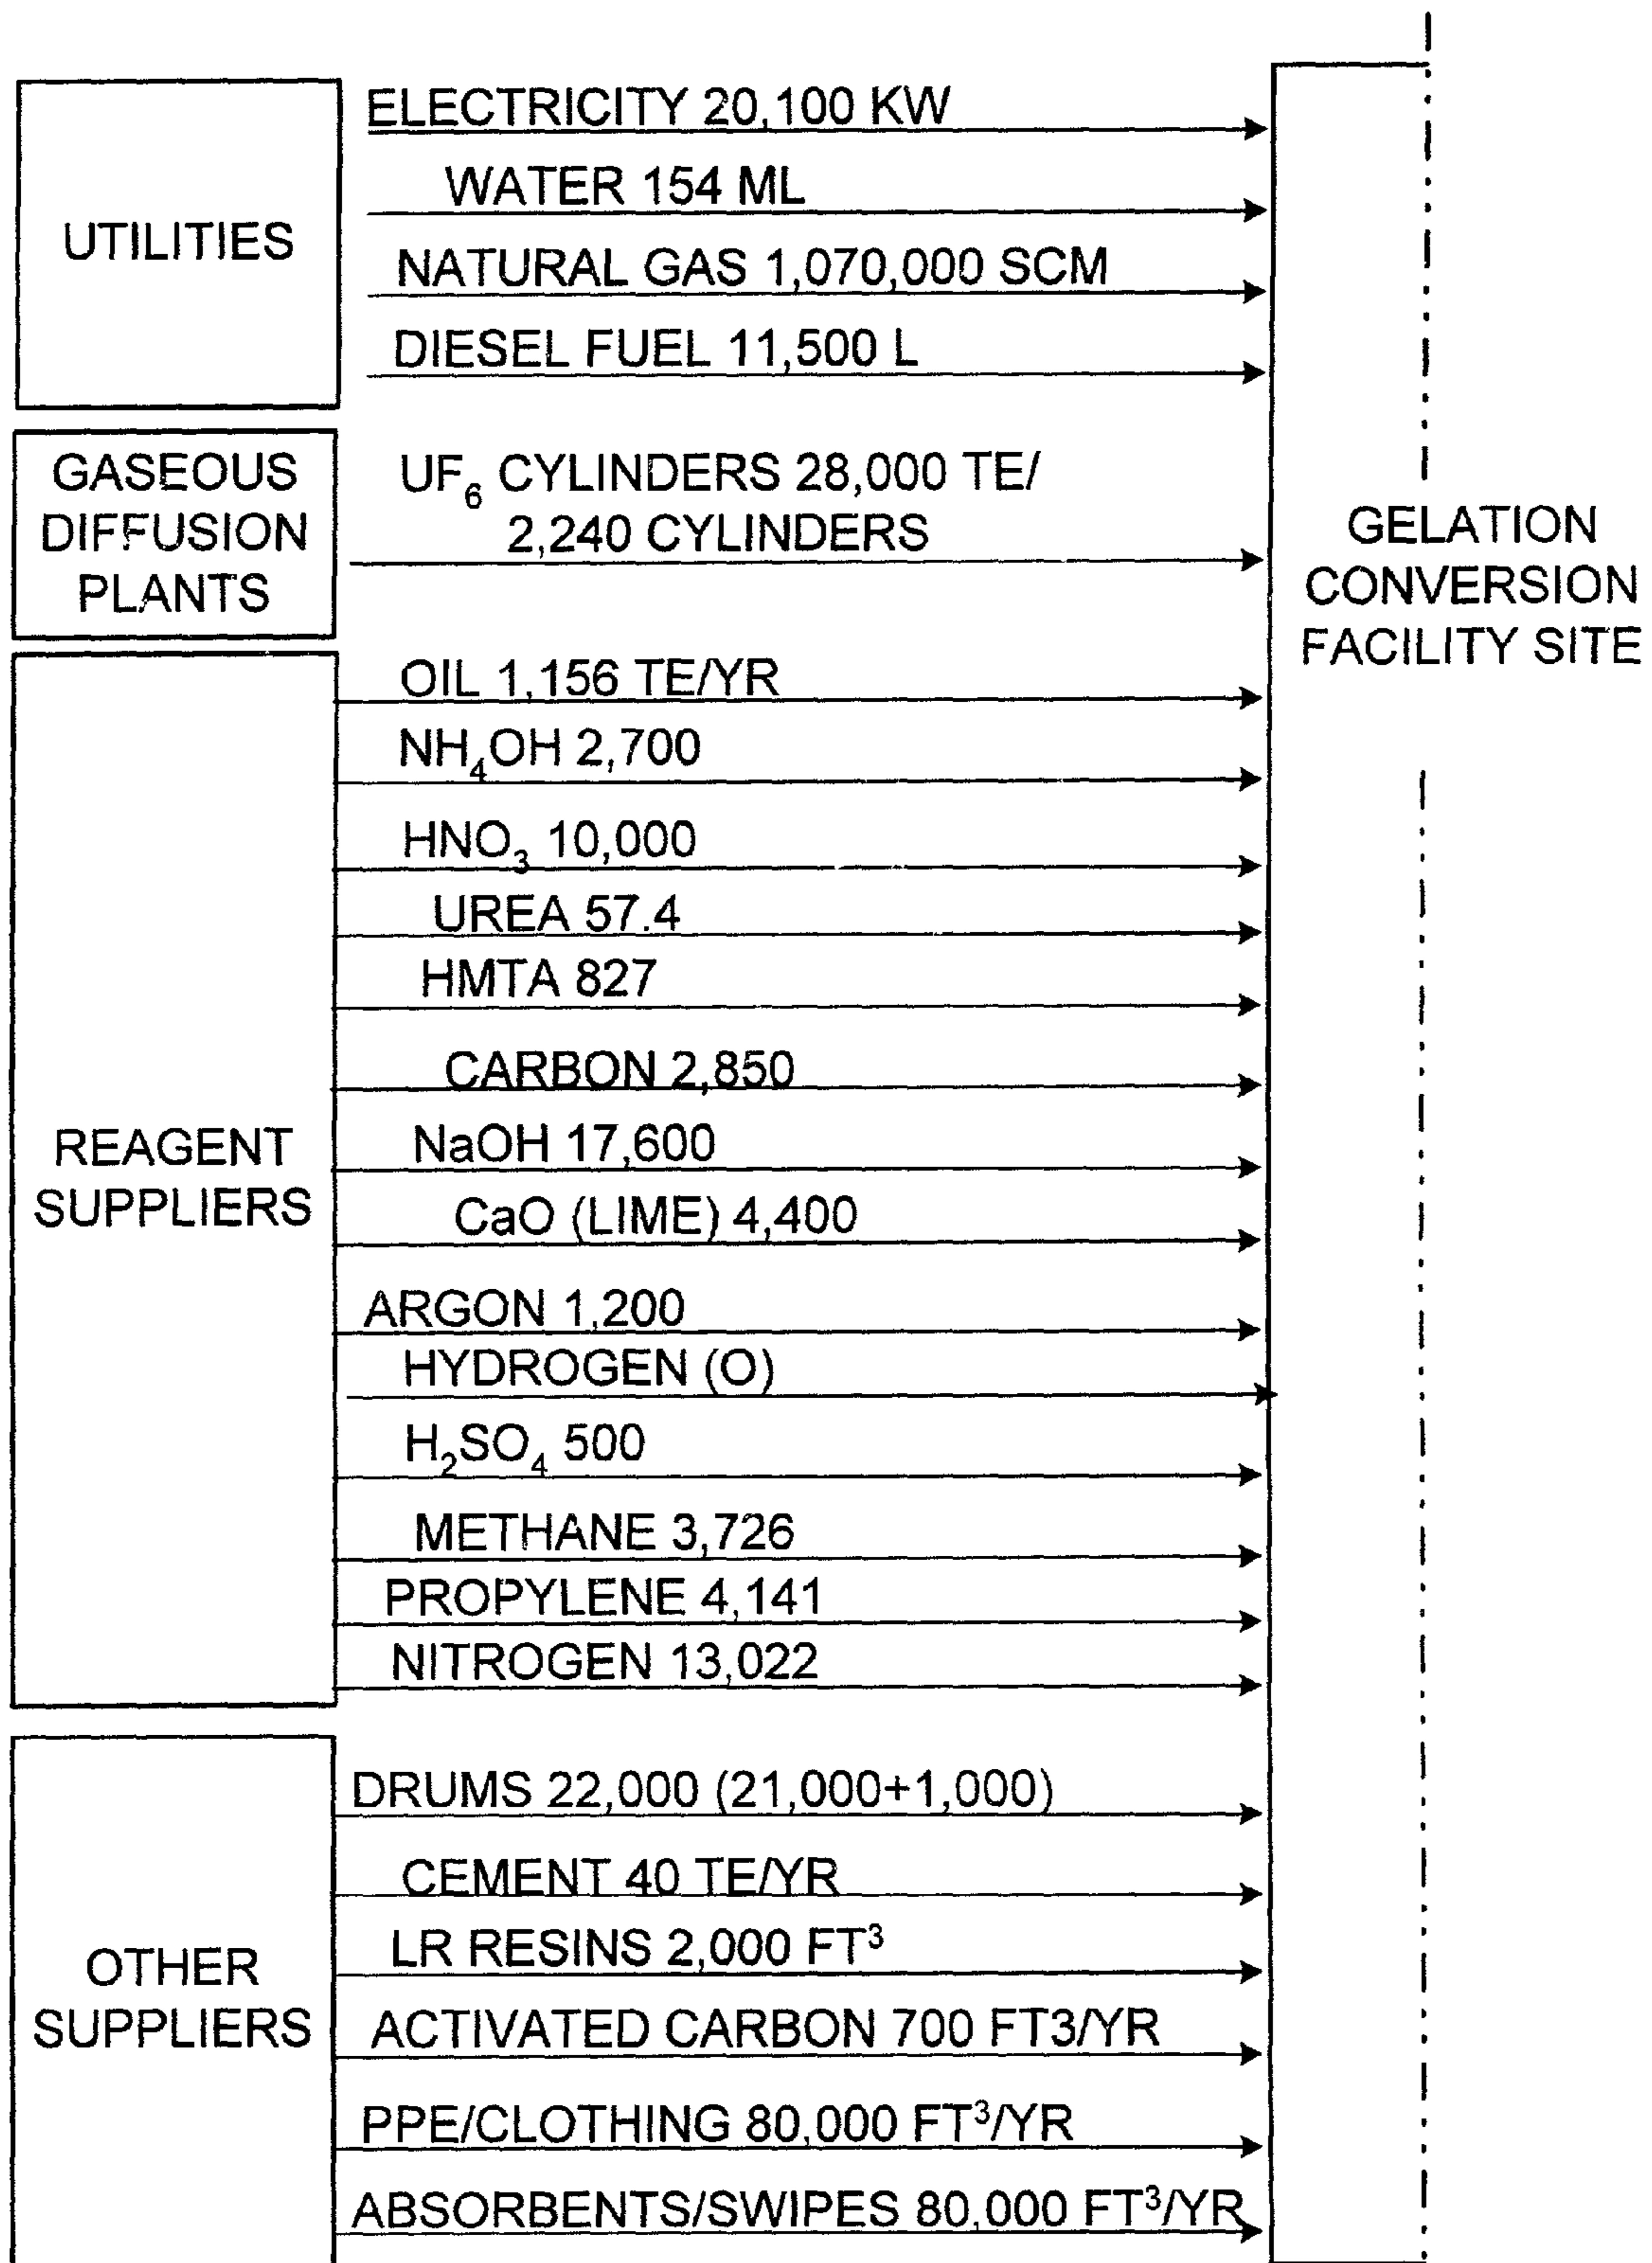 UTILITIES
ELECTRICITY 20,100 KW
WATER 154 ML
NATURAL GAS 1,070,000 SCM
DIESEL FUEL 11,500 L
GASEOUS
DIFFUSION
PLANTS
UF₆ CYLINDERS 28,000 TE/
2,240 CYLINDERS
GELATION
CONVERSION
FACILITY SITE
REAGENT
SUPPLIERS
OIL 1,156 TE/YR
NH₄OH 2,700
HNO₃ 10,000
UREA 57.4
HMTA 827
CARBON 2,850
NaOH 17,600
CaO (LIME) 4,400
ARGON 1,200
HYDROGEN (O)
H₂SO₄ 500
METHANE 3,726
PROPYLENE 4,141
NITROGEN 13,022
OTHER
SUPPLIERS
DRUMS 22,000 (21,000+1,000)
CEMENT 40 TE/YR
LR RESINS 2,000 FT³
ACTIVATED CARBON 700 FT3/YR
PPE/CLOTHING 80,000 FT³/YR
ABSORBENTS/SWIPES 80,000 FT³/YR